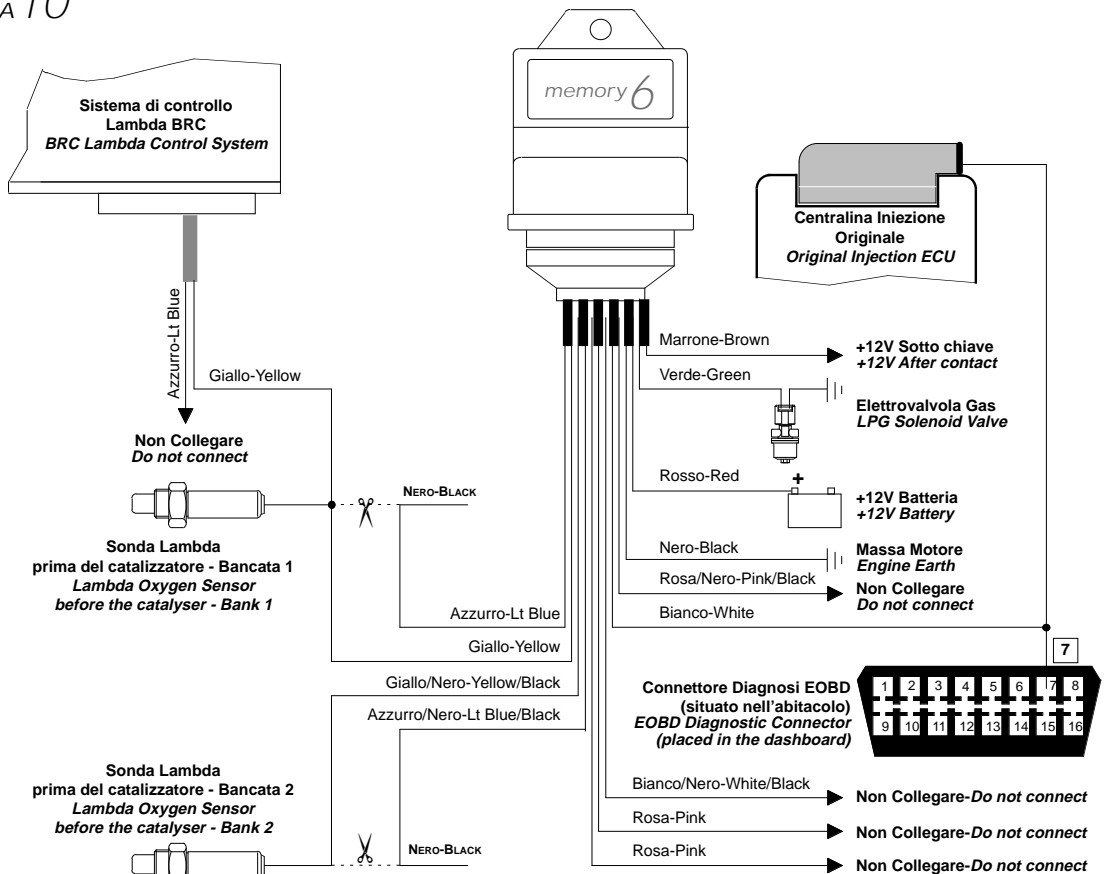 A 10
memory 6
Sistema di controllo
Lambda BRC
BRC Lambda Control System
Centralina Iniezione
Originale
Original Injection ECU
Azzurro-Lt Blue
Giallo-Yellow
Non Collegare
Do not connect
Marrone-Brown
+12V Sotto chiave
+12V After contact
Verde-Green
Elettrovalvola Gas
LPG Solenoid Valve
Rosso-Red
+
+12V Batteria
+12V Battery
NERO-BLACK
Sonda Lambda
prima del catalizzatore - Bancata 1
Lambda Oxygen Sensor
before the catalyser - Bank 1
Nero-Black
Massa Motore
Engine Earth
Rosa/Nero-Pink/Black
Non Collegare
Do not connect
Bianco-White
Azzurro-Lt Blue
Giallo-Yellow
Giallo/Nero-Yellow/Black
Azzurro/Nero-Lt Blue/Black
7
Connettore Diagnosi EOBD
(situato nell'abitacolo)
EOBD Diagnostic Connector
(placed in the dashboard)
1 2 3 4 5 6 7 8
9 10 11 12 13 14 15 16
Sonda Lambda
prima del catalizzatore - Bancata 2
Lambda Oxygen Sensor
before the catalyser - Bank 2
NERO-BLACK
Bianco/Nero-White/Black
Non Collegare-Do not connect
Rosa-Pink
Non Collegare-Do not connect
Rosa-Pink
Non Collegare-Do not connect